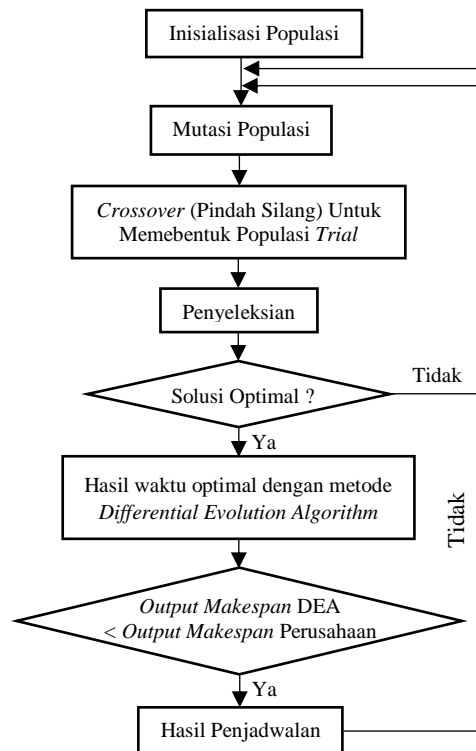 Inisialisasi Populasi
Mutasi Populasi
Crossover (Pindah Silang) Untuk
Memebentuk Populasi Trial
Penyeleksian
Solusi Optimal ?
Tidak
Ya
Hasil waktu optimal dengan metode
Differential Evolution Algorithm
Tidak
Output Makespan DEA
< Output Makespan Perusahaan
Ya
Hasil Penjadwalan